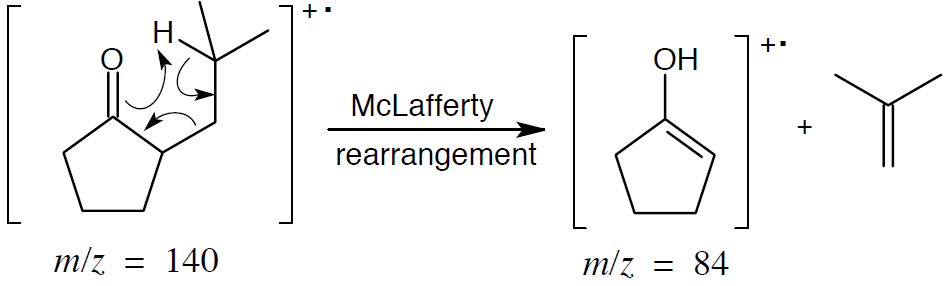 +·
H
O
McLafferty
rearrangement
OH
+·
+
m/z = 140
m/z = 84